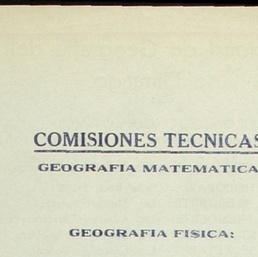 COMISIONES TECNiCAS
GEOGRAFIA MATEMATICA
GEOGRAFIA FISICA: